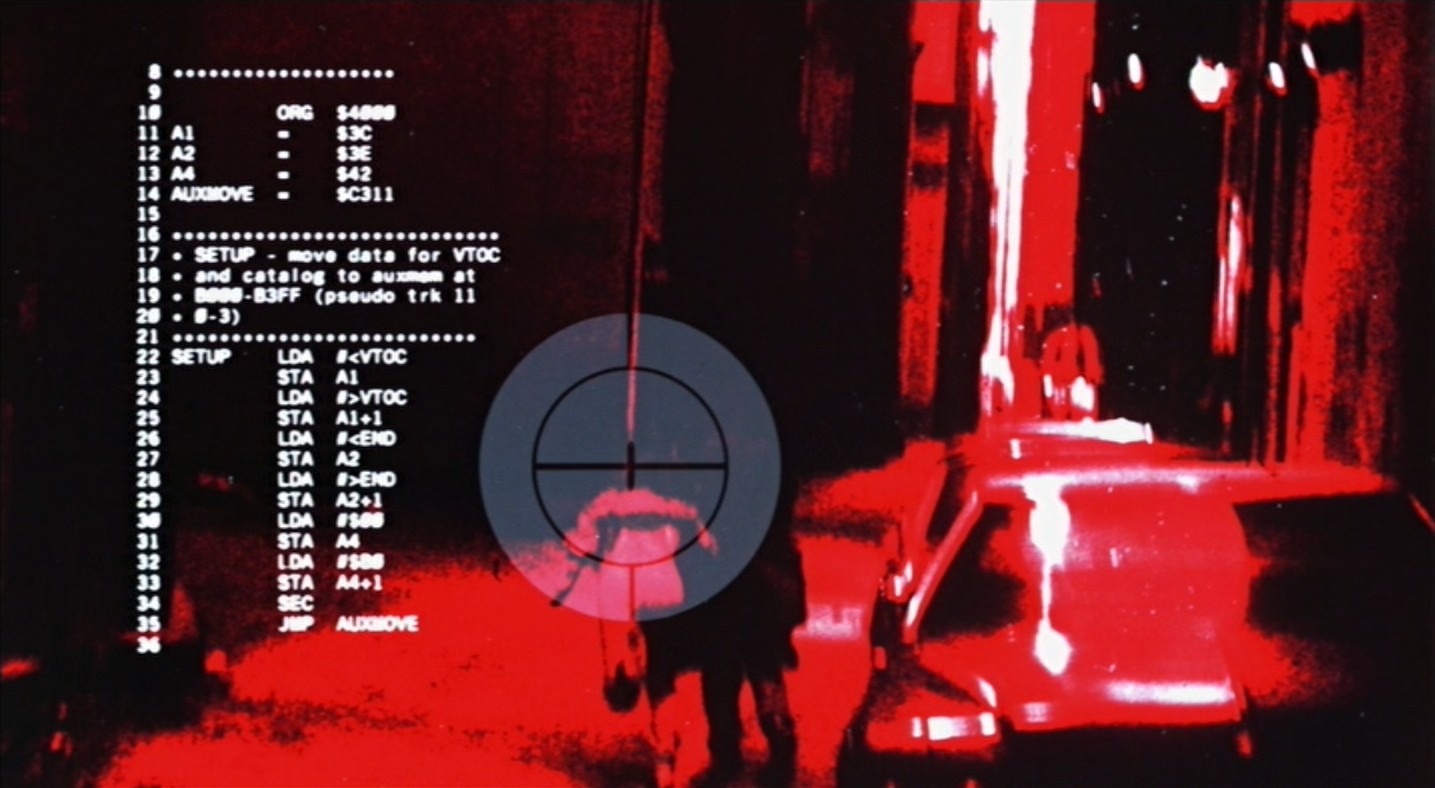 8 *******************
9
10 ORG $4000
11 A1 = $3C
12 A2 = $3E
13 A4 = $42
14 AUXMOVE = $C311
15
16 ****************************
17 * SETUP - move data for VTOC
18 * and catalog to auxmem at
19 * B000-B3FF (pseudo trk 11
20 * 0-3)
21 **************************
22 SETUP LDA #<VTOC
23 STA A1
24 LDA #>VTOC
25 STA A1+1
26 LDA #<END
27 STA A2
28 LDA #>END
29 STA A2+1
30 LDA #$00
31 STA A4
32 LDA #$B0
33 STA A4+1
34 SEC
35 JMP AUXMOVE
36